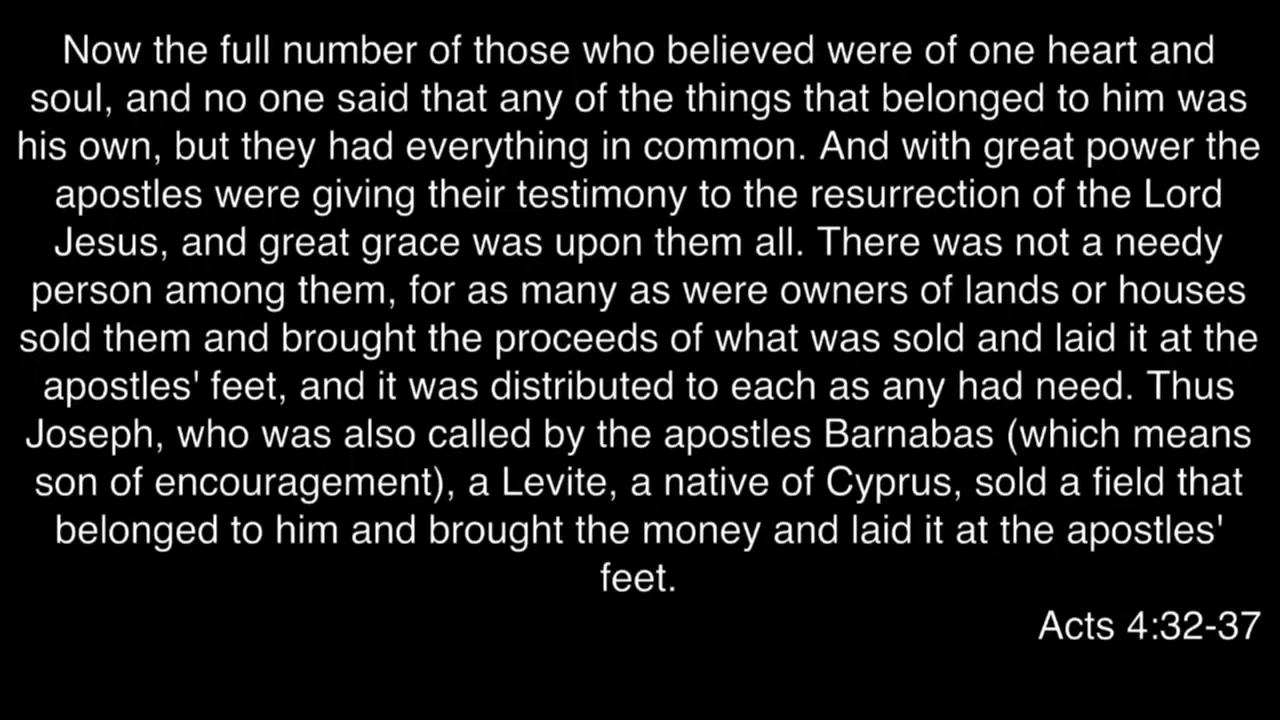 Now the full number of those who believed were of one heart and
soul, and no one said that any of the things that belonged to him was
his own, but they had everything in common. And with great power the
apostles were giving their testimony to the resurrection of the Lord
Jesus, and great grace was upon them all. There was not a needy
person among them, for as many as were owners of lands or houses
sold them and brought the proceeds of what was sold and laid it at the
apostles' feet, and it was distributed to each as any had need. Thus
Joseph, who was also called by the apostles Barnabas (which means
son of encouragement), a Levite, a native of Cyprus, sold a field that
belonged to him and brought the money and laid it at the apostles'
feet.
Acts 4:32-37